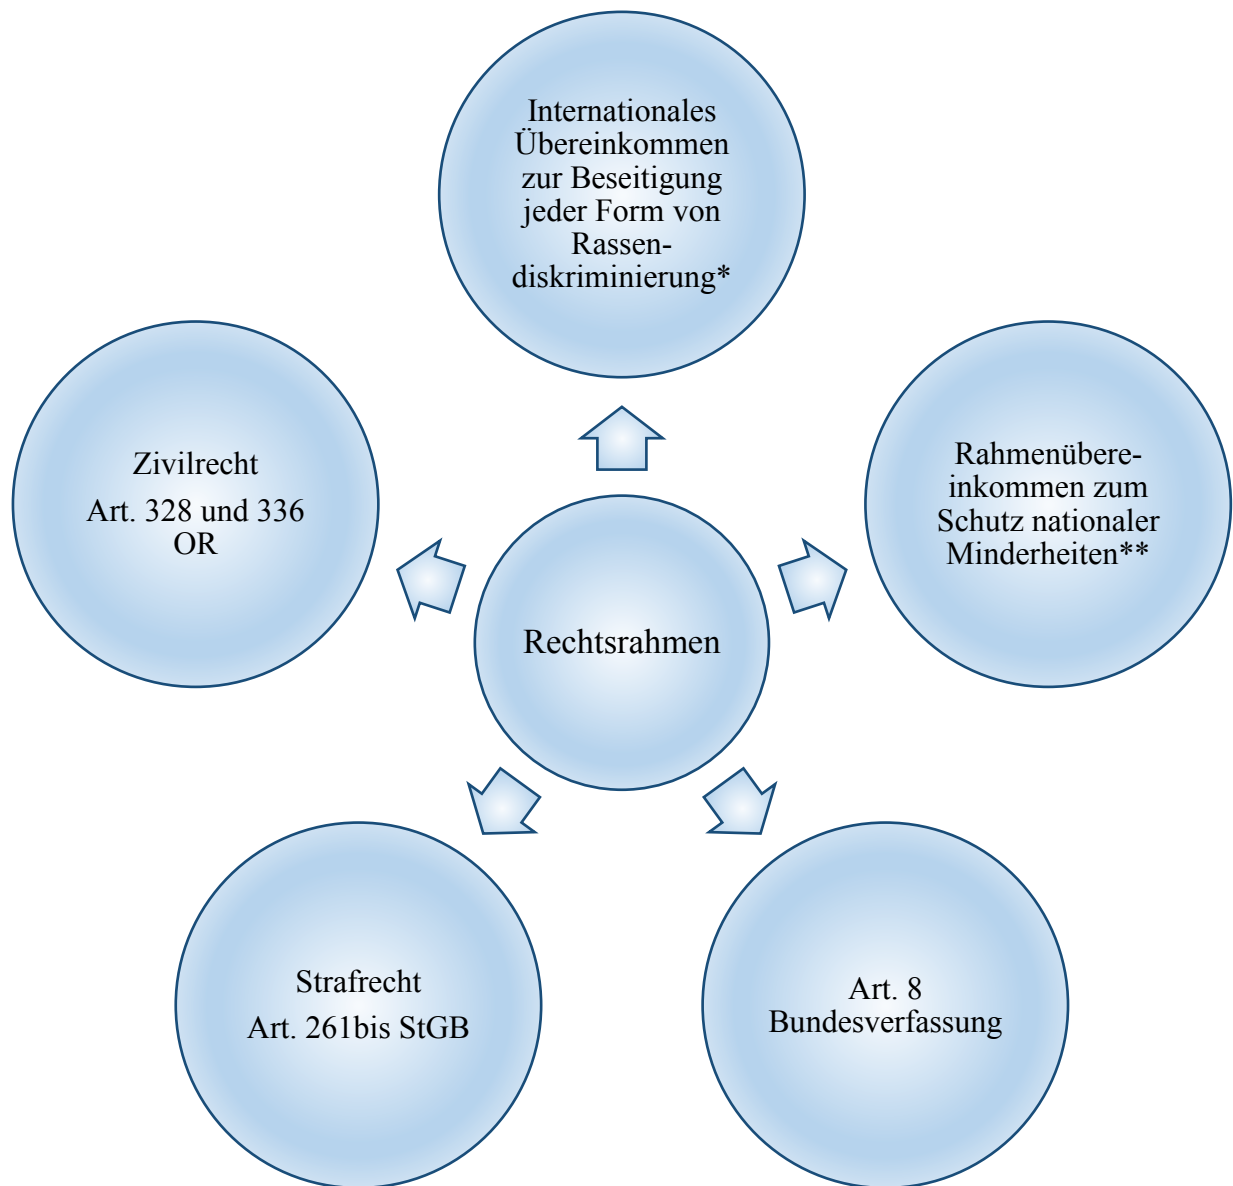 Internationales
Übereinkommen
zur Beseitigung
jeder Form von
Rassen-
diskriminierung*
Zivilrecht
Art. 328 und 336
OR
Rahmenübere-
inkommen zum
Schutz nationaler
Minderheiten**
Rechtsrahmen
Strafrecht
Art. 261bis StGB
Art. 8
Bundesverfassung